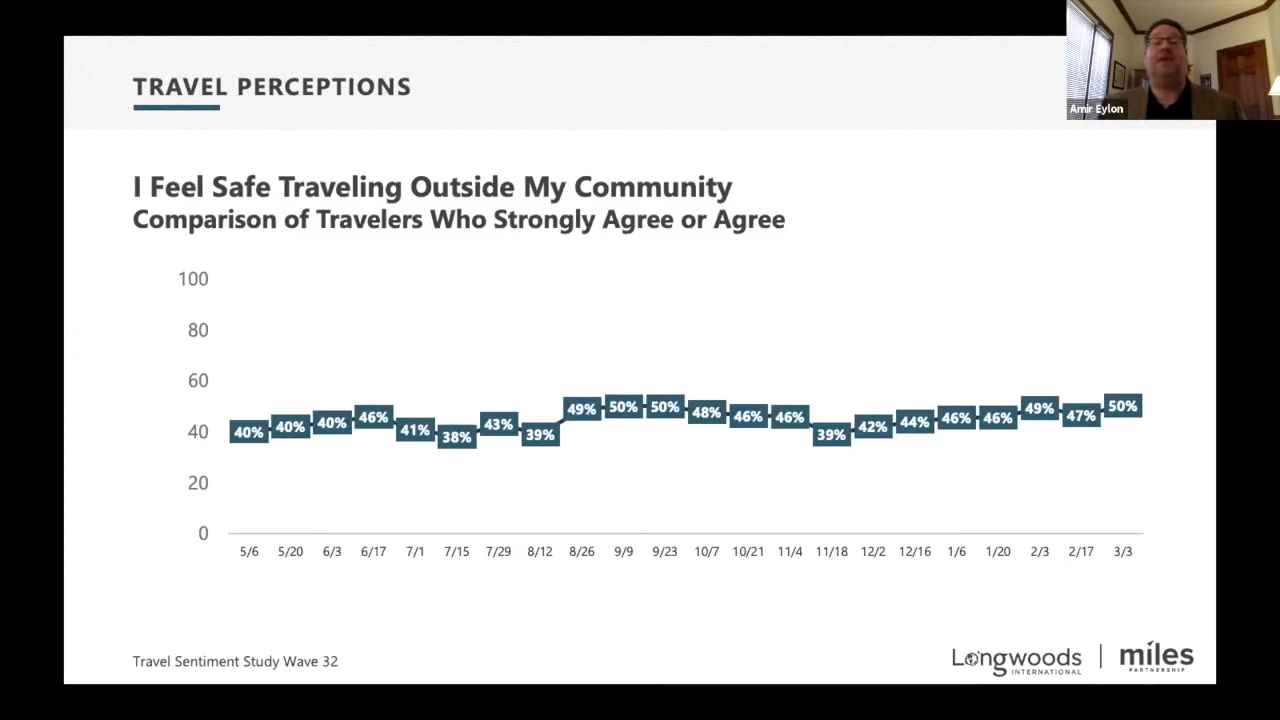 TRAVEL PERCEPTIONS
Amir Eylon
I Feel Safe Traveling Outside My Community
Comparison of Travelers Who Strongly Agree or Agree
100
80
60
40
20
0
40% 40% 40% 46% 41% 38% 43% 39% 49% 50% 50% 48% 46% 46% 39% 42% 44% 46% 46% 49% 47% 50%
5/6 5/20 6/3 6/17 7/1 7/15 7/29 8/12 8/26 9/9 9/23 10/7 10/21 11/4 11/18 12/2 12/16 1/6 1/20 2/3 2/17 3/3
Travel Sentiment Study Wave 32
Longwoods
INTERNATIONAL
miles
PARTNERSHIP